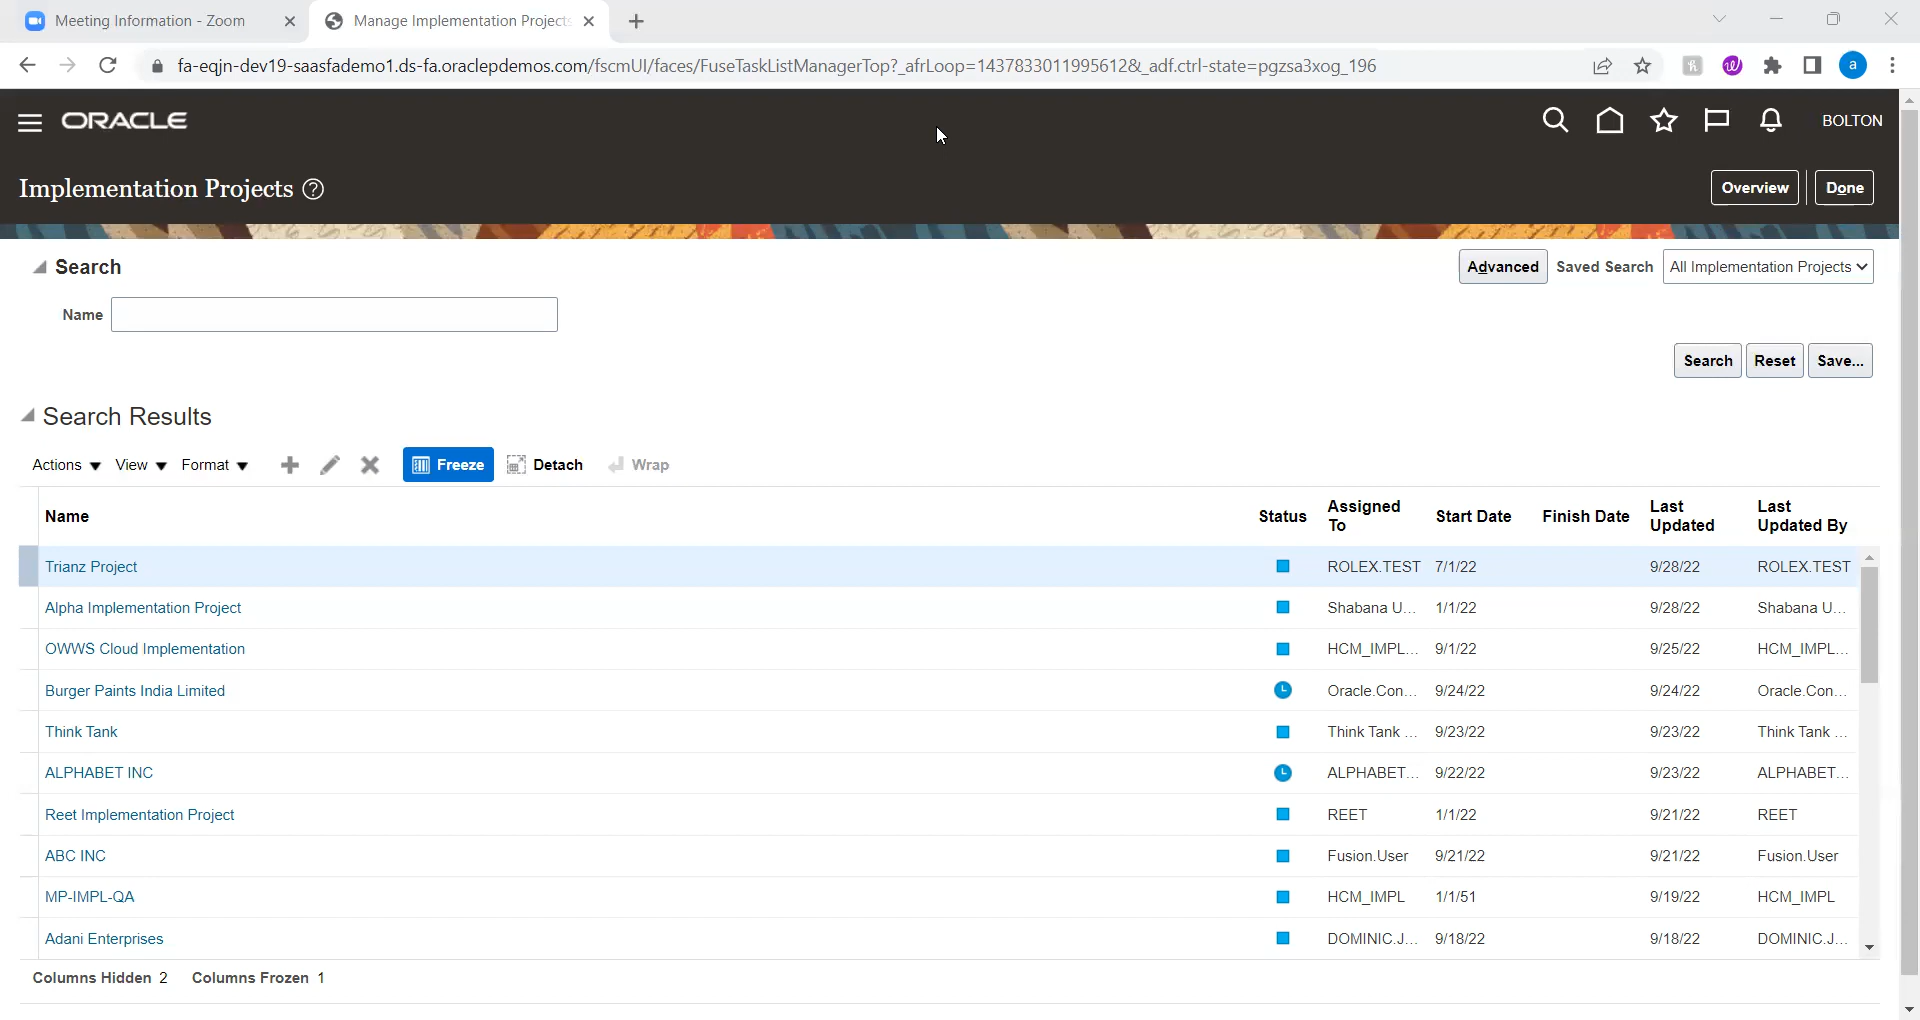 Meeting Information - Zoom
Manage Implementation Projects
fa-eqjn-dev19-saasfademo1.ds-fa.oraclepdemos.com/fscmUI/faces/FuseTaskListManagerTop?_afrLoop=14378330119956128&_adf.ctrl-state=pgzsa3xog_196
a
ORACLE
BOLTON
Implementation Projects ?
Overview
Done
Search
Advanced
Saved Search
All Implementation Projects
Name
Search
Reset
Save...
Search Results
Actions
View
Format
Freeze
Detach
Wrap
Name Status Assigned To Start Date Finish Date Last Updated Last Updated By
Trianz Project ROLEX.TEST 7/1/22 9/28/22 ROLEX.TEST
Alpha Implementation Project Shabana U... 1/1/22 9/28/22 Shabana U...
OWWS Cloud Implementation HCM_IMPL... 9/1/22 9/25/22 HCM_IMPL...
Burger Paints India Limited Oracle.Con... 9/24/22 9/24/22 Oracle.Con...
Think Tank Think Tank ... 9/23/22 9/23/22 Think Tank ...
ALPHABET INC ALPHABET... 9/22/22 9/23/22 ALPHABET...
Reet Implementation Project REET 1/1/22 9/21/22 REET
ABC INC Fusion.User 9/21/22 9/21/22 Fusion.User
MP-IMPL-QA HCM_IMPL 1/1/51 9/19/22 HCM_IMPL
Adani Enterprises DOMINIC.J... 9/18/22 9/18/22 DOMINIC.J...
Columns Hidden 2 Columns Frozen 1